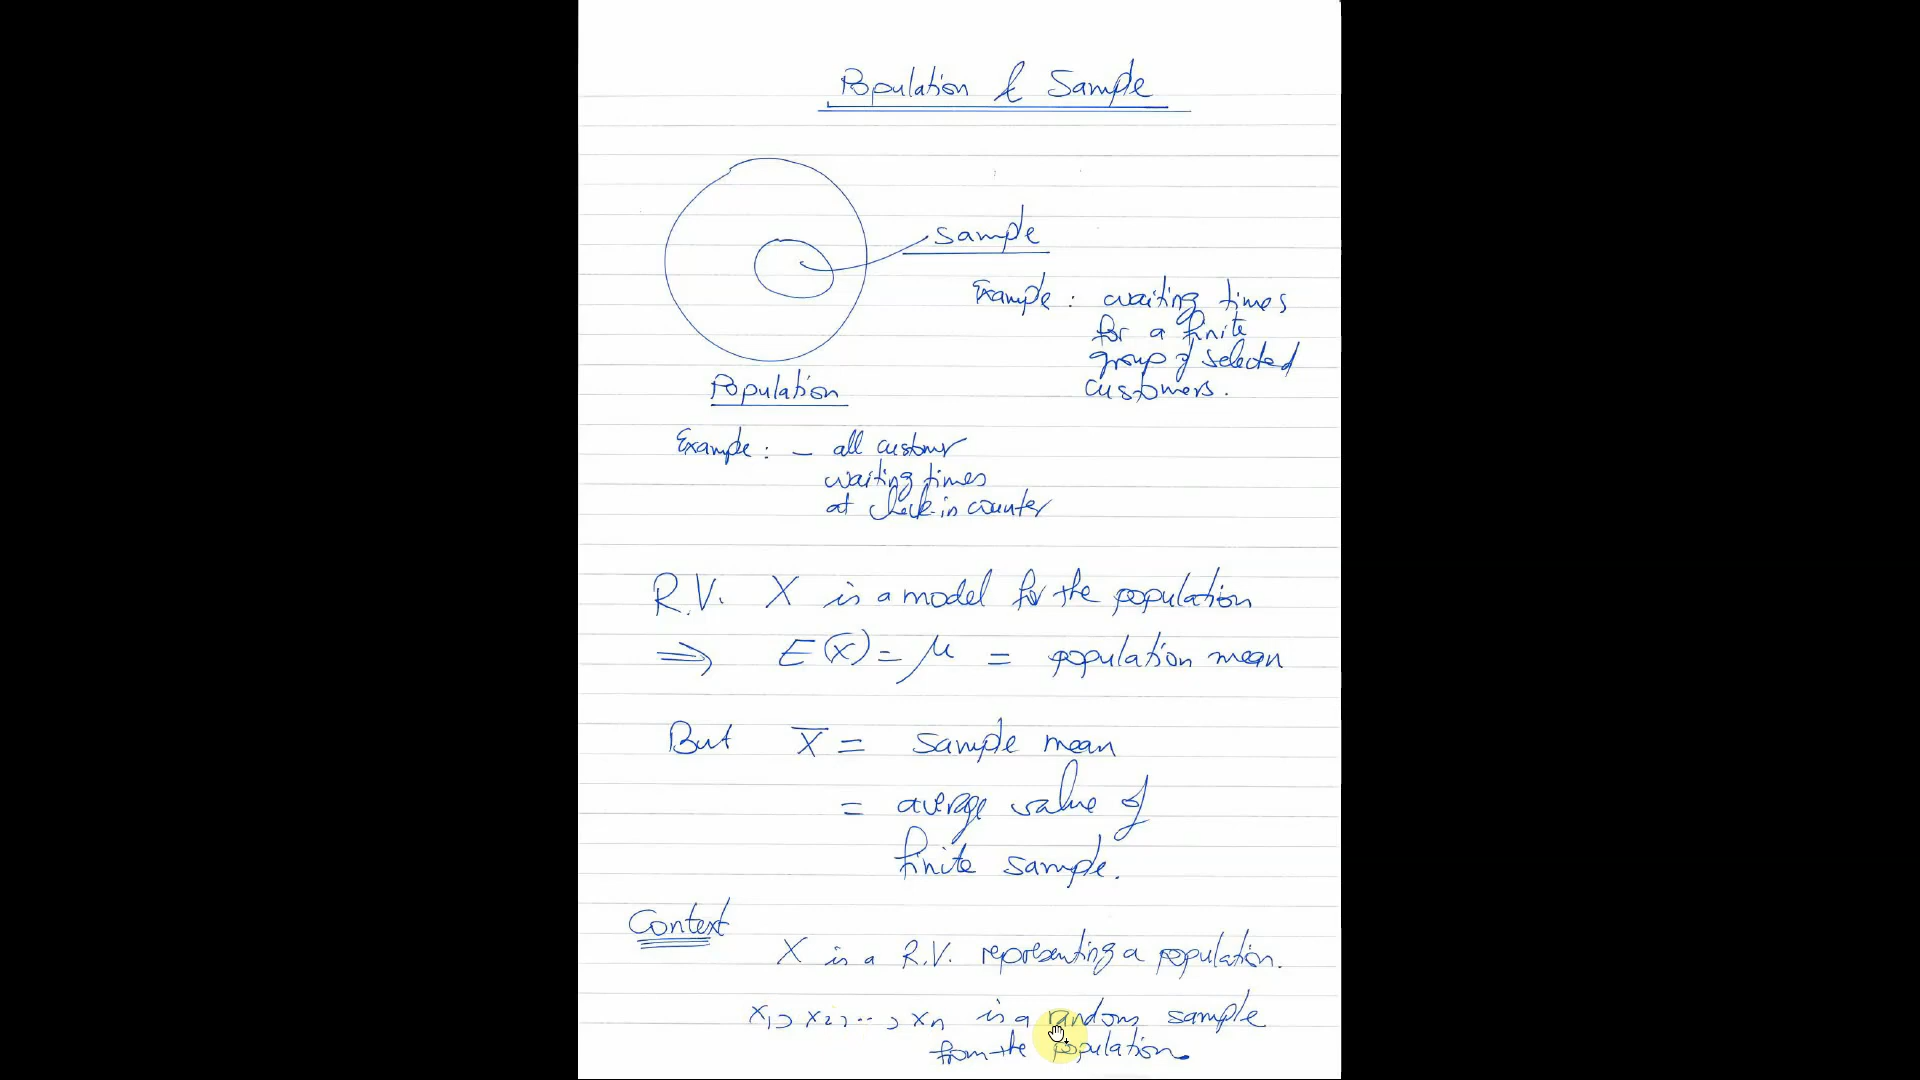 Population & Sample
sample
Example : waiting times
for a finite
group of selected
customers.
Population
Example : - all customer
waiting times
at check-in counter
R.V. X is a model for the population
⇒ E(X) = μ = population mean
But X̅ = sample mean
= average value of
finite sample.
Context
X is a R.V. representing a population.
x1, x2, .. , xn is a random sample
from the population.